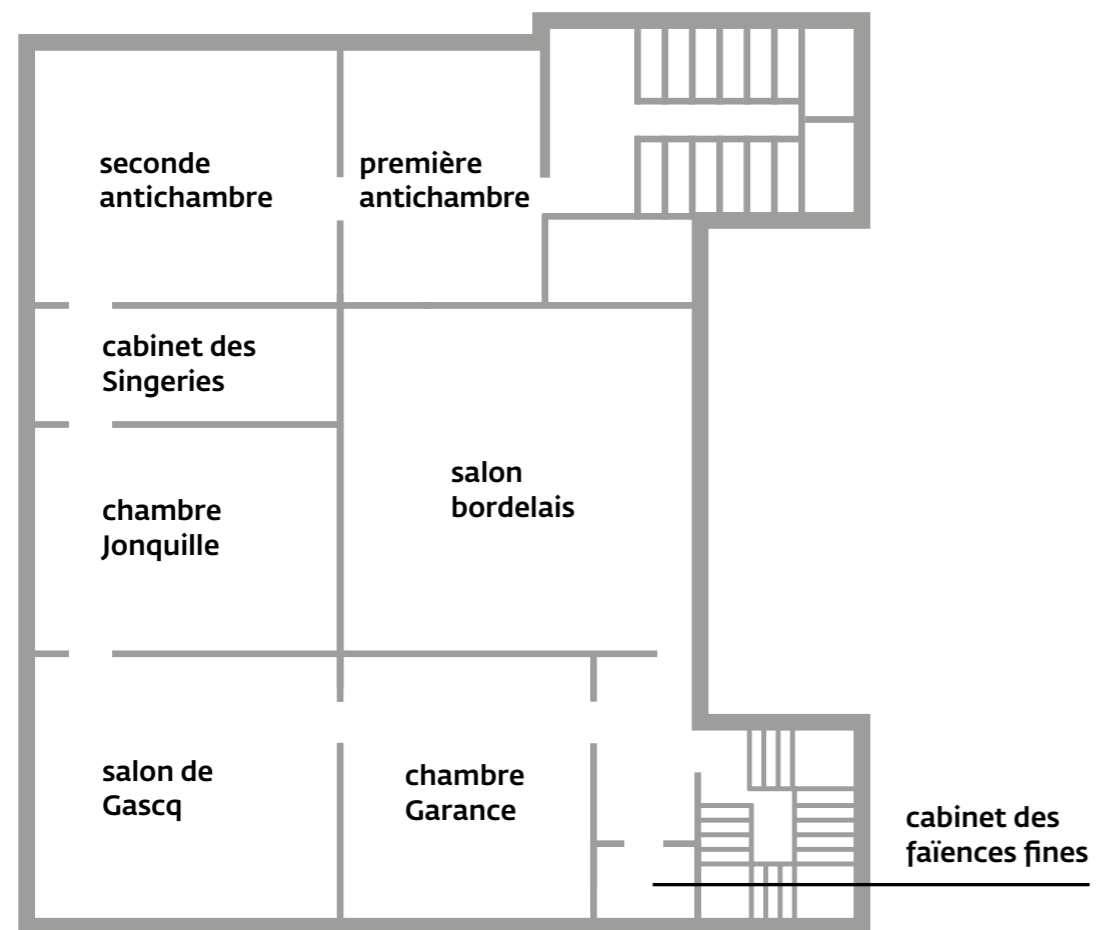 seconde
antichambre
première
antichambre
cabinet des
Singeries
salon
bordelais
chambre
Jonquille
salon de
Gascq
chambre
Garance
cabinet des
faïences fines